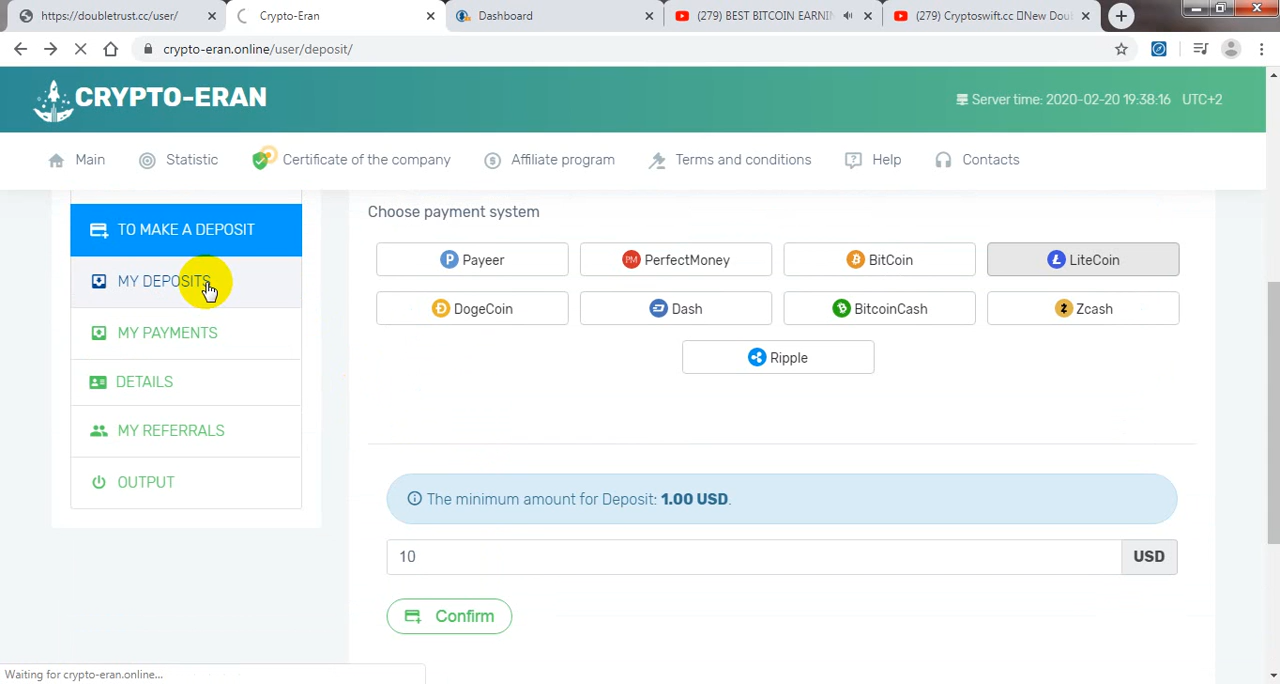 https://doubletrust.cc/user/
Crypto-Eran
Dashboard
(279) BEST BITCOIN EARNIN
(279) Cryptoswift.cc New Dou
crypto-eran.online/user/deposit/
CRYPTO-ERAN
Server time: 2020-02-20 19:38:16 UTC+2
Main
Statistic
Certificate of the company
Affiliate program
Terms and conditions
Help
Contacts
TO MAKE A DEPOSIT
MY DEPOSITS
MY PAYMENTS
DETAILS
MY REFERRALS
OUTPUT
Choose payment system
Payeer
PM PerfectMoney
BitCoin
LiteCoin
DogeCoin
Dash
BitcoinCash
Zcash
Ripple
The minimum amount for Deposit: 1.00 USD.
10
USD
Confirm
Waiting for crypto-eran.online...